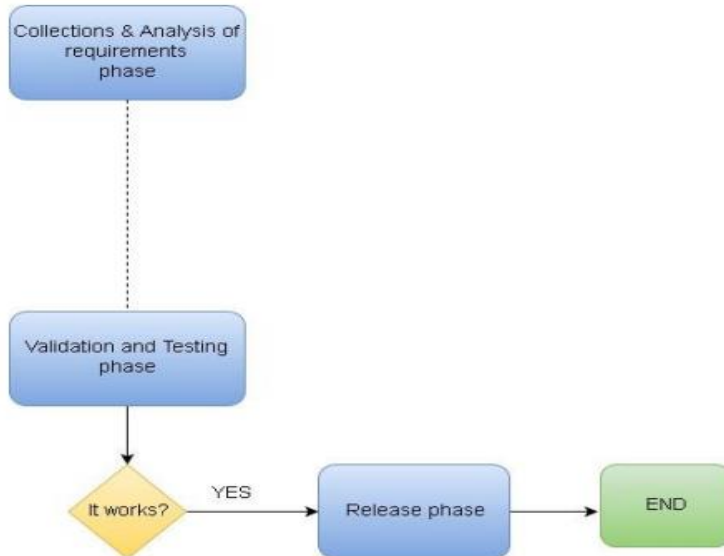 Collections & Analysis of
requirements
phase
Validation and Testing
phase
It works?
YES
Release phase
END